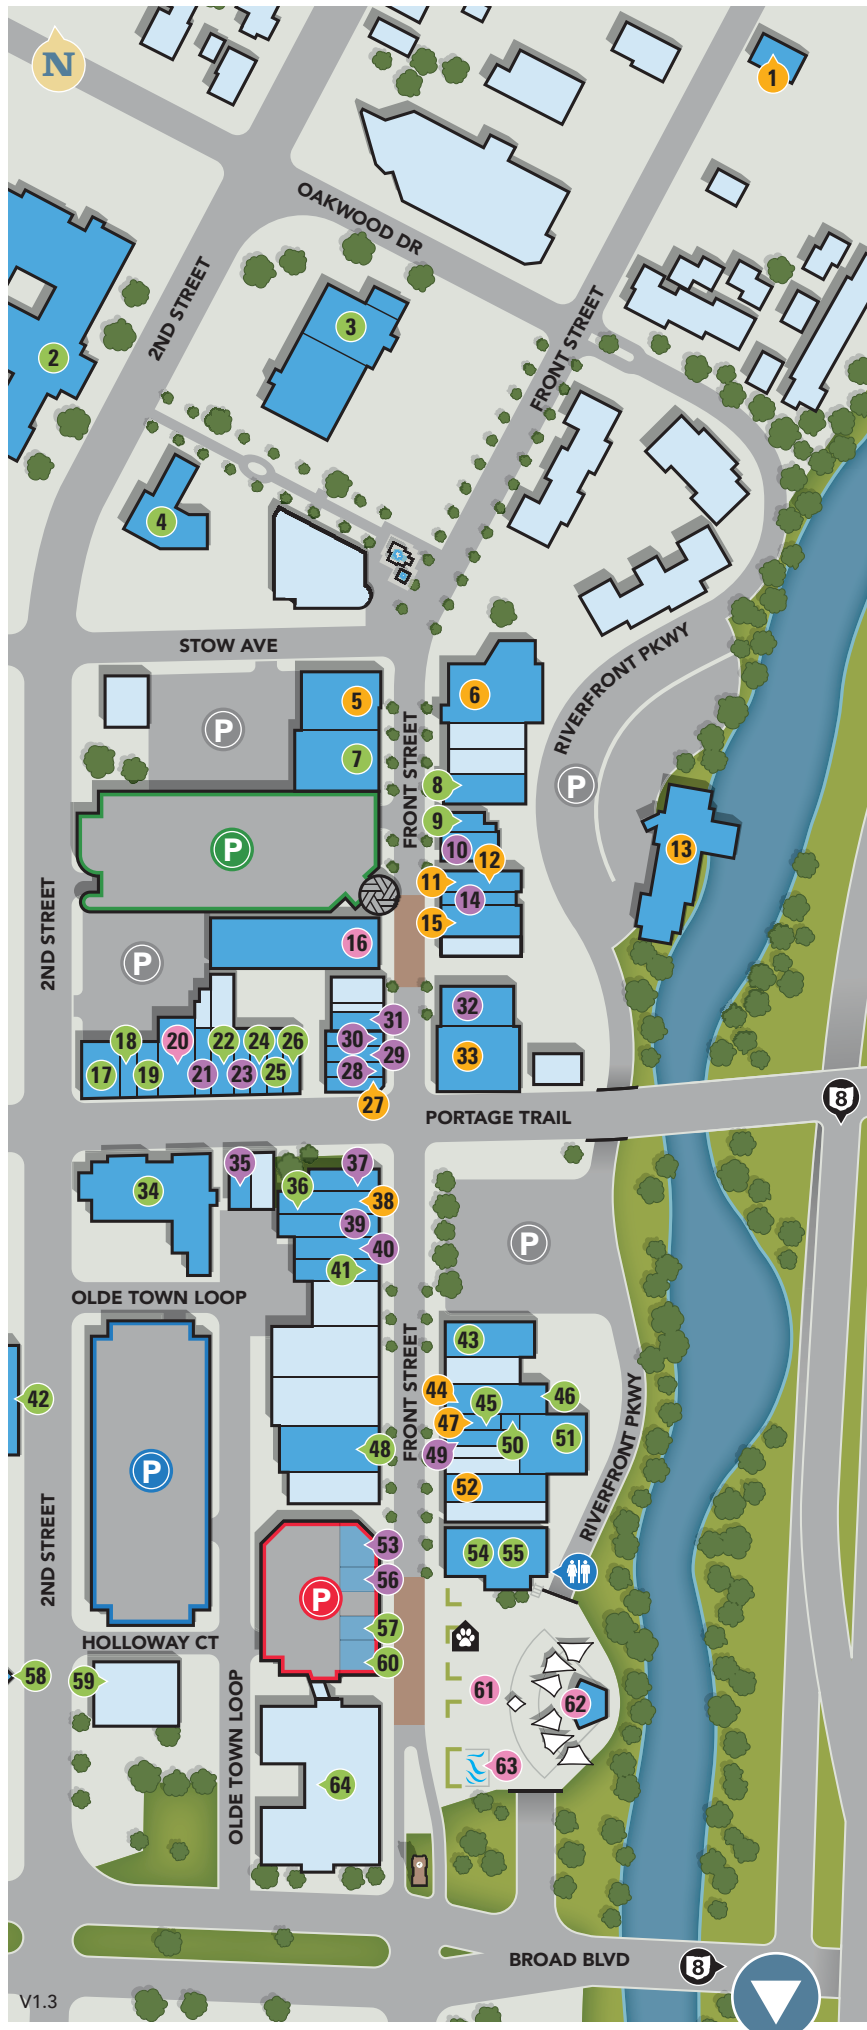 N
1
OAKWOOD DR
2ND STREET
3
2
FRONT STREET
4
STOW AVE
RIVERFRONT PKWY
5
6
P
7
FRONT STREET
8
P
9
10
12
P
13
11
14
15
2ND STREET
16
P
32
31
18
20
22
24
26
30
29
33
17
19
21
23
25
28
27
8
PORTAGE TRAIL
35
37
34
36
38
39
40
P
41
OLDE TOWN LOOP
43
FRONT STREET
42
44
46
45
47
51
50
48
49
P
52
RIVERFRONT PKWY
2ND STREET
53
54
55
56
P
57
HOLLOWAY CT
60
58
59
61
62
OLDE TOWN LOOP
63
64
BROAD BLVD
8
V1.3